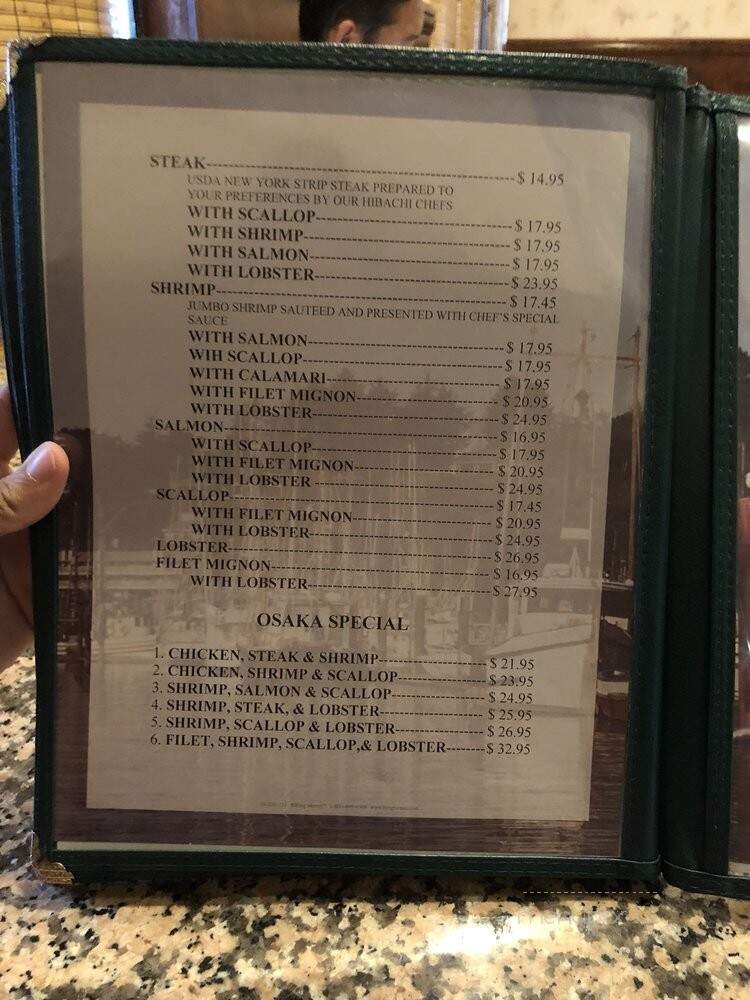 STEAK------------------------------------------------ $ 14.95
USDA NEW YORK STRIP STEAK PREPARED TO
YOUR PREFERENCES BY OUR HIBACHI CHEFS
WITH SCALLOP------------------------------ $ 17.95
WITH SHRIMP-------------------------------- $ 17.95
WITH SALMON------------------------------- $ 17.95
WITH LOBSTER------------------------------ $ 23.95
SHRIMP---------------------------------------------- $ 17.45
JUMBO SHRIMP SAUTEED AND PRESENTED WITH CHEF'S SPECIAL
SAUCE
WITH SALMON------------------------------- $ 17.95
WIH SCALLOP-------------------------------- $ 17.95
WITH CALAMARI--------------------------- $ 17.95
WITH FILET MIGNON---------------------- $ 20.95
WITH LOBSTER----------------------------- $ 24.95
SALMON------------------------------------------- $ 16.95
WITH SCALLOP----------------------------- $ 17.95
WITH FILET MIGNON---------------------- $ 20.95
WITH LOBSTER ---------------------------- $ 24.95
SCALLOP------------------------------------------ $ 17.45
WITH FILET MIGNON---------------------- $ 20.95
WITH LOBSTER----------------------------- $ 24.95
LOBSTER------------------------------------------ $ 26.95
FILET MIGNON----------------------------------- $ 16.95
WITH LOBSTER----------------------------- $ 27.95
OSAKA SPECIAL
1. CHICKEN, STEAK & SHRIMP----------------- $ 21.95
2. CHICKEN, SHRIMP & SCALLOP-------------- $ 23.95
3. SHRIMP, SALMON & SCALLOP--------------- $ 24.95
4. SHRIMP, STEAK, & LOBSTER----------------- $ 25.95
5. SHRIMP, SCALLOP & LOBSTER-------------- $ 26.95
6. FILET, SHRIMP, SCALLOP,& LOBSTER-------$ 32.95